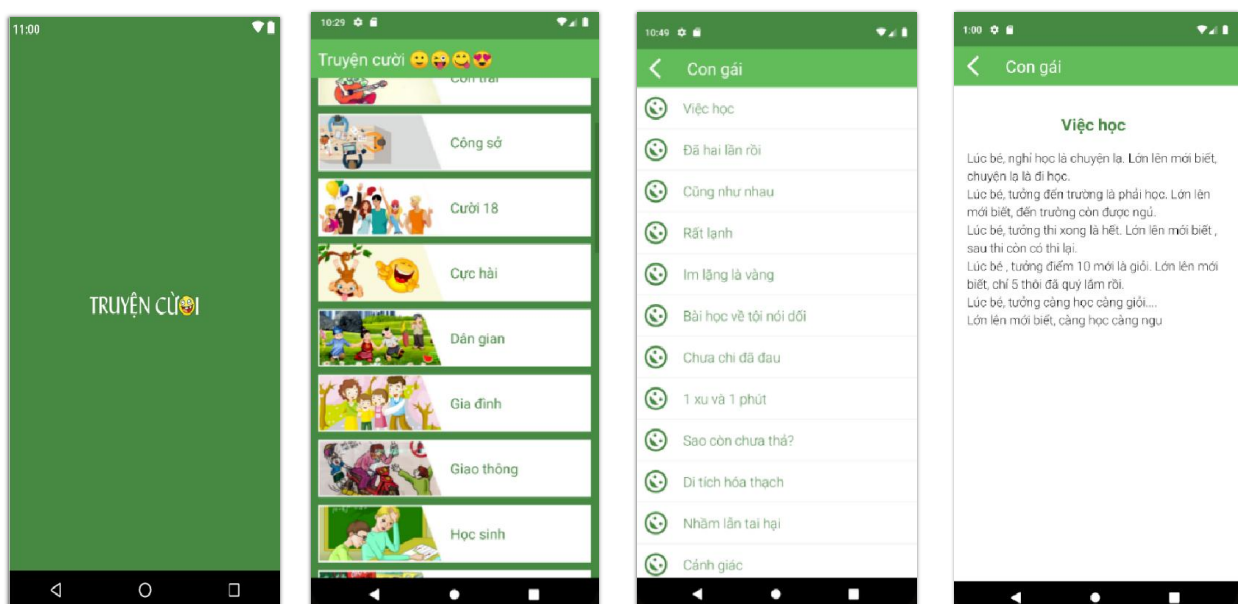 11:00
TRUYỆN CƯỜI
10:29
Truyện cười 🙂😜😋😍
Con trai
Công sở
Cười 18
Cực hài
Dân gian
Gia đình
Giao thông
Học sinh
10:49
Con gái
Việc học
Đã hai lần rồi
Cũng như nhau
Rất lạnh
Im lặng là vàng
Bài học về tội nói dối
Chưa chi đã đau
1 xu và 1 phút
Sao còn chưa thả?
Di tích hóa thạch
Nhầm lẫn tai hại
Cảnh giác
1:00
Con gái
Việc học
Lúc bé, nghỉ học là chuyện lạ. Lớn lên mới biết,
chuyện lạ là đi học.
Lúc bé, tưởng đến trường là phải học. Lớn lên
mới biết, đến trường còn được ngủ.
Lúc bé, tưởng thi xong là hết. Lớn lên mới biết ,
sau thi còn có thi lại.
Lúc bé , tưởng điểm 10 mới là giỏi. Lớn lên mới
biết, chỉ 5 thôi đã quý lắm rồi.
Lúc bé, tưởng càng học càng giỏi....
Lớn lên mới biết, càng học càng ngu